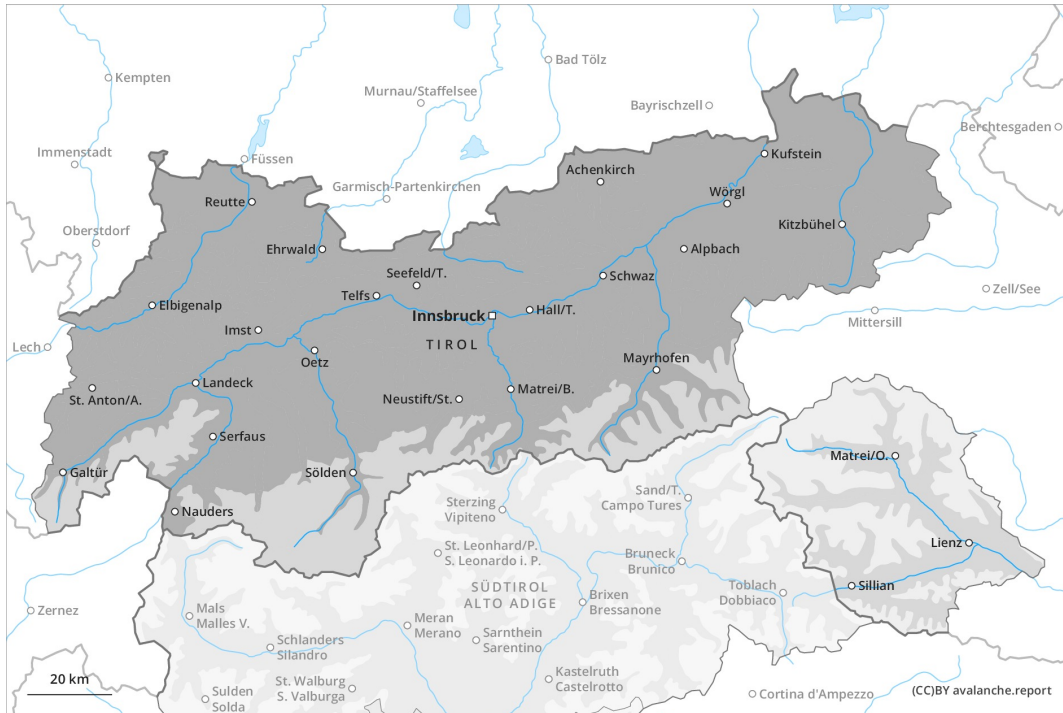 Kempten
Bad Tölz
Murnau/Staffelsee
Bayrischzell
Berchtesgaden
Immenstadt
Füssen
Kufstein
Garmisch-Partenkirchen
Achenkirch
Reutte
Wörgl
Oberstdorf
Kitzbühel
Ehrwald
Alpbach
Seefeld/T.
Schwaz
Zell/See
Telfs
Elbigenalp
Innsbruck
Hall/T.
Mittersill
Imst
TIROL
Lech
Oetz
Mayrhofen
Landeck
St. Anton/A.
Neustift/St.
Matrei/B.
Serfaus
Matrei/O.
Galtür
Sölden
Sand/T.
Campo Tures
Sterzing
Vipiteno
Nauders
Lienz
St. Leonhard/P.
S. Leonardo i. P.
Bruneck
Brunico
SÜDTIROL
ALTO ADIGE
Toblach
Dobbiaco
Sillian
Brixen
Bressanone
Zernez
Mals
Malles V.
Meran
Merano
Sarnthein
Sarentino
Schlanders
Silandro
Kastelruth
Castelrotto
St. Walburg
S. Valburga
Sulden
Solda
20 km
Cortina d'Ampezzo
(CC)BY avalanche.report